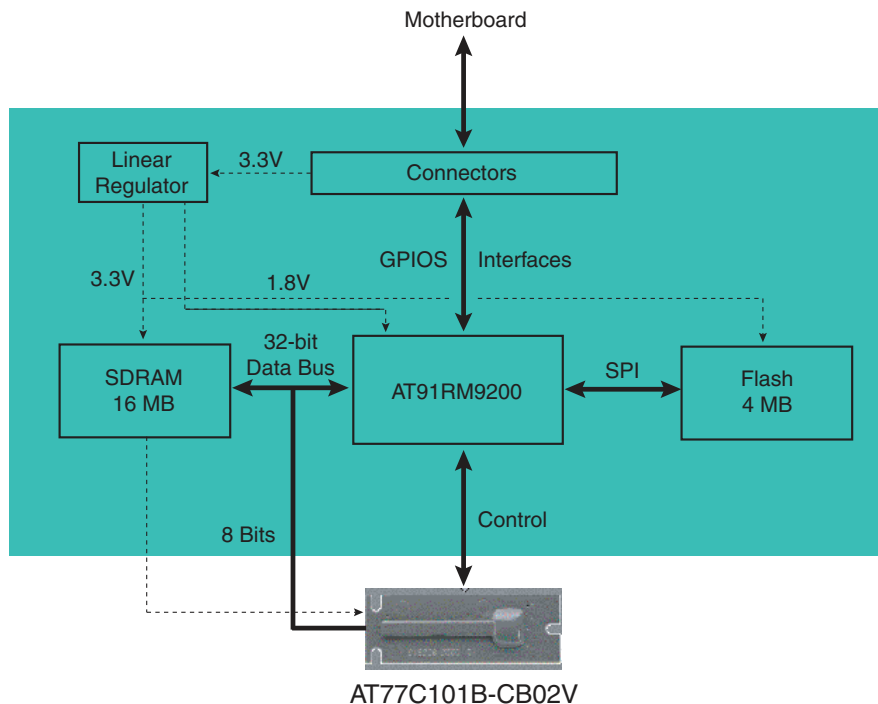 Motherboard
Linear
Regulator
3.3V
Connectors
GPIOS
Interfaces
3.3V
1.8V
32-bit
Data Bus
SDRAM
16 MB
AT91RM9200
SPI
Flash
4 MB
8 Bits
Control
AT77C101B-CB02V